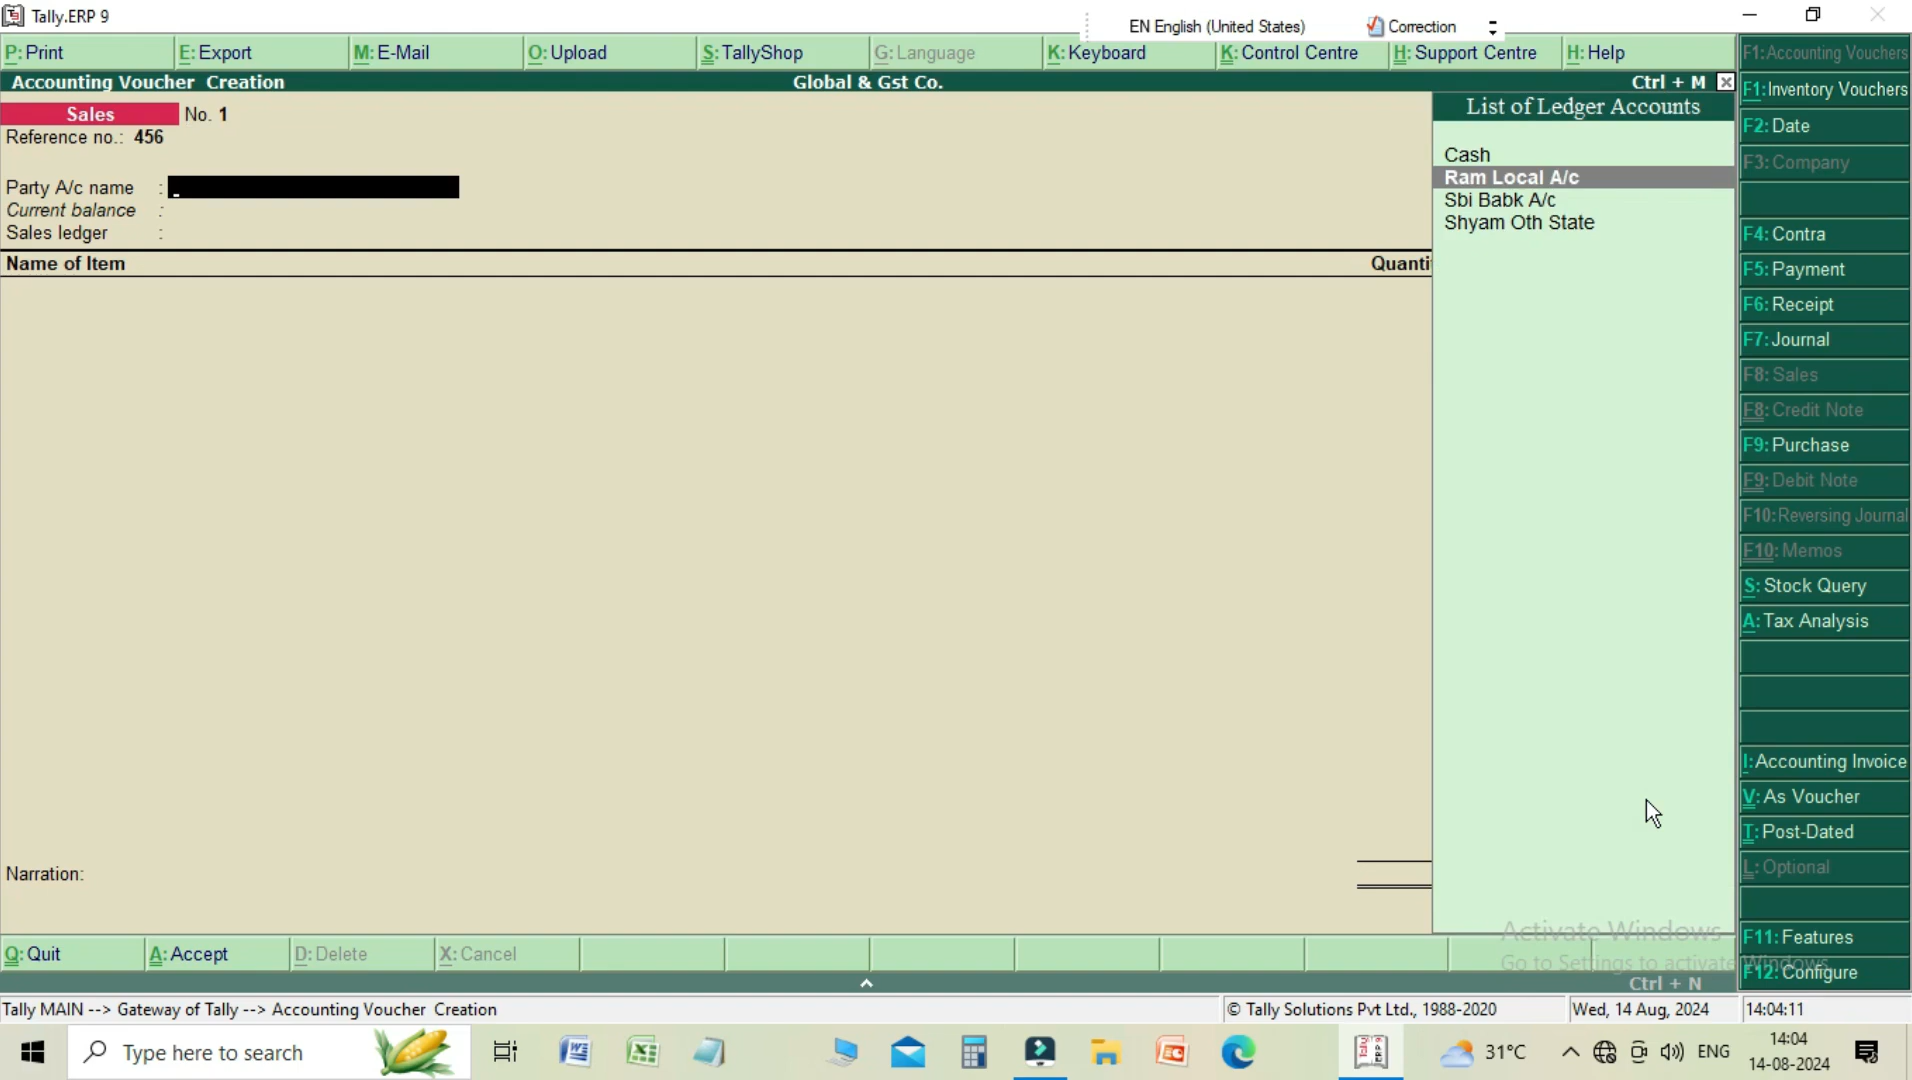 Tally.ERP 9
EN English (United States) Correction
P: Print E: Export M: E-Mail O: Upload S: TallyShop G: Language K: Keyboard K: Control Centre H: Support Centre H: Help
Accounting Voucher Creation Global & Gst Co. Ctrl + M
Sales No. 1
Reference no.: 456
Party A/c name :
Current balance :
Sales ledger :
Name of Item Quanti
Narration:
List of Ledger Accounts
Cash
Ram Local A/c
Sbi Babk A/c
Shyam Oth State
F1: Accounting Vouchers
F1: Inventory Vouchers
F2: Date
F3: Company
F4: Contra
F5: Payment
F6: Receipt
F7: Journal
F8: Sales
F8: Credit Note
F9: Purchase
F9: Debit Note
F10: Reversing Journal
F10: Memos
S: Stock Query
A: Tax Analysis
I: Accounting Invoice
V: As Voucher
T: Post-Dated
L: Optional
F11: Features
F12: Configure
Activate Windows
Go to Settings to activate Windows.
Q: Quit A: Accept D: Delete X: Cancel
Ctrl + N
Tally MAIN --> Gateway of Tally --> Accounting Voucher Creation © Tally Solutions Pvt Ltd., 1988-2020 Wed, 14 Aug, 2024 14:04:11
Type here to search 31°C ENG 14:04
14-08-2024